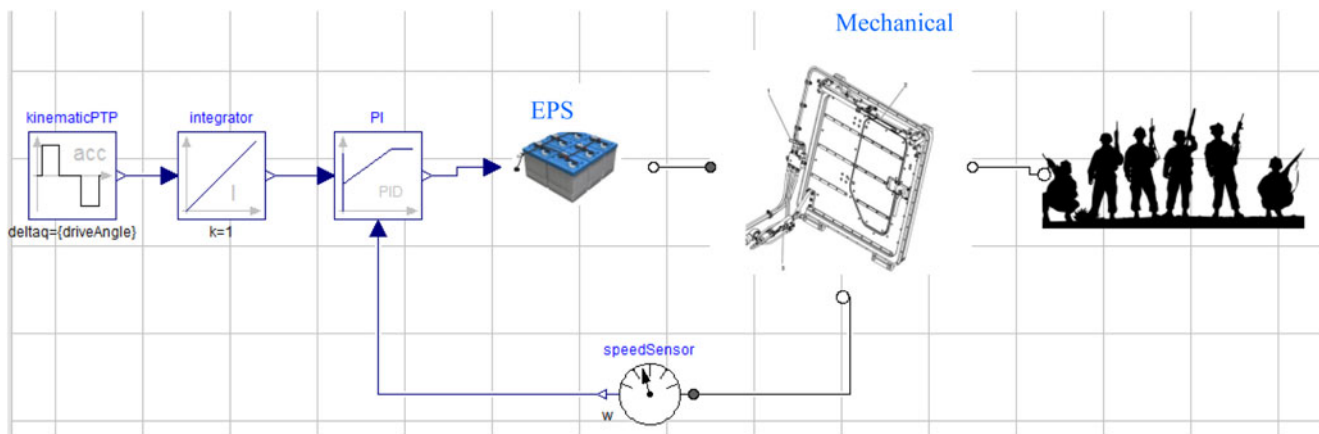 Mechanical
kinematicPTP
integrator
PI
EPS
acc
I
PID
deltaq={driveAngle}
k=1
speedSensor
w